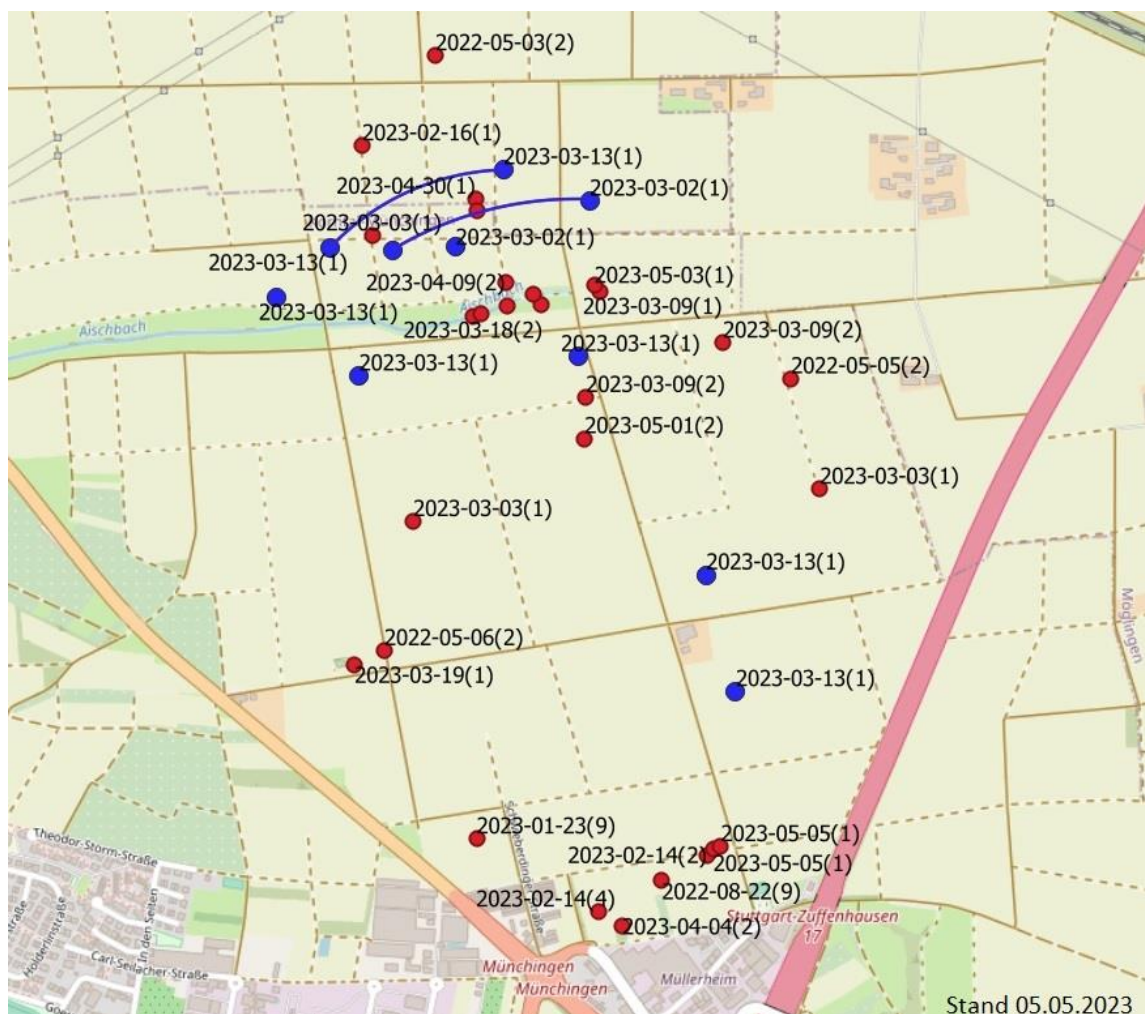 2022-05-03(2)
2023-02-16(1)
2023-03-13(1)
2023-04-30(1)
2023-03-02(1)
2023-03-03(1)
2023-03-02(1)
2023-03-13(1)
2023-04-09(2)
2023-05-03(1)
Aischbach
2023-03-09(1)
2023-03-13(1)
Aischbach
2023-03-18(2)
2023-03-13(1)
2023-03-09(2)
2023-03-13(1)
2022-05-05(2)
2023-03-09(2)
2023-05-01(2)
2023-03-03(1)
2023-03-03(1)
2023-03-13(1)
Möglingen
2022-05-06(2)
2023-03-19(1)
2023-03-13(1)
2023-01-23(9)
Schwieberdinger Straße
2023-05-05(1)
Theodor-Storm-Straße
2023-02-14(2)
2023-05-05(1)
2022-08-22(9)
2023-02-14(4)
Hölderlinstraße
In den Seiten
Stuttgart-Zuffenhausen
17
2023-04-04(2)
Carl-Seilacher-Straße
Münchingen
Münchingen
Müllerheim
Stand 05.05.2023